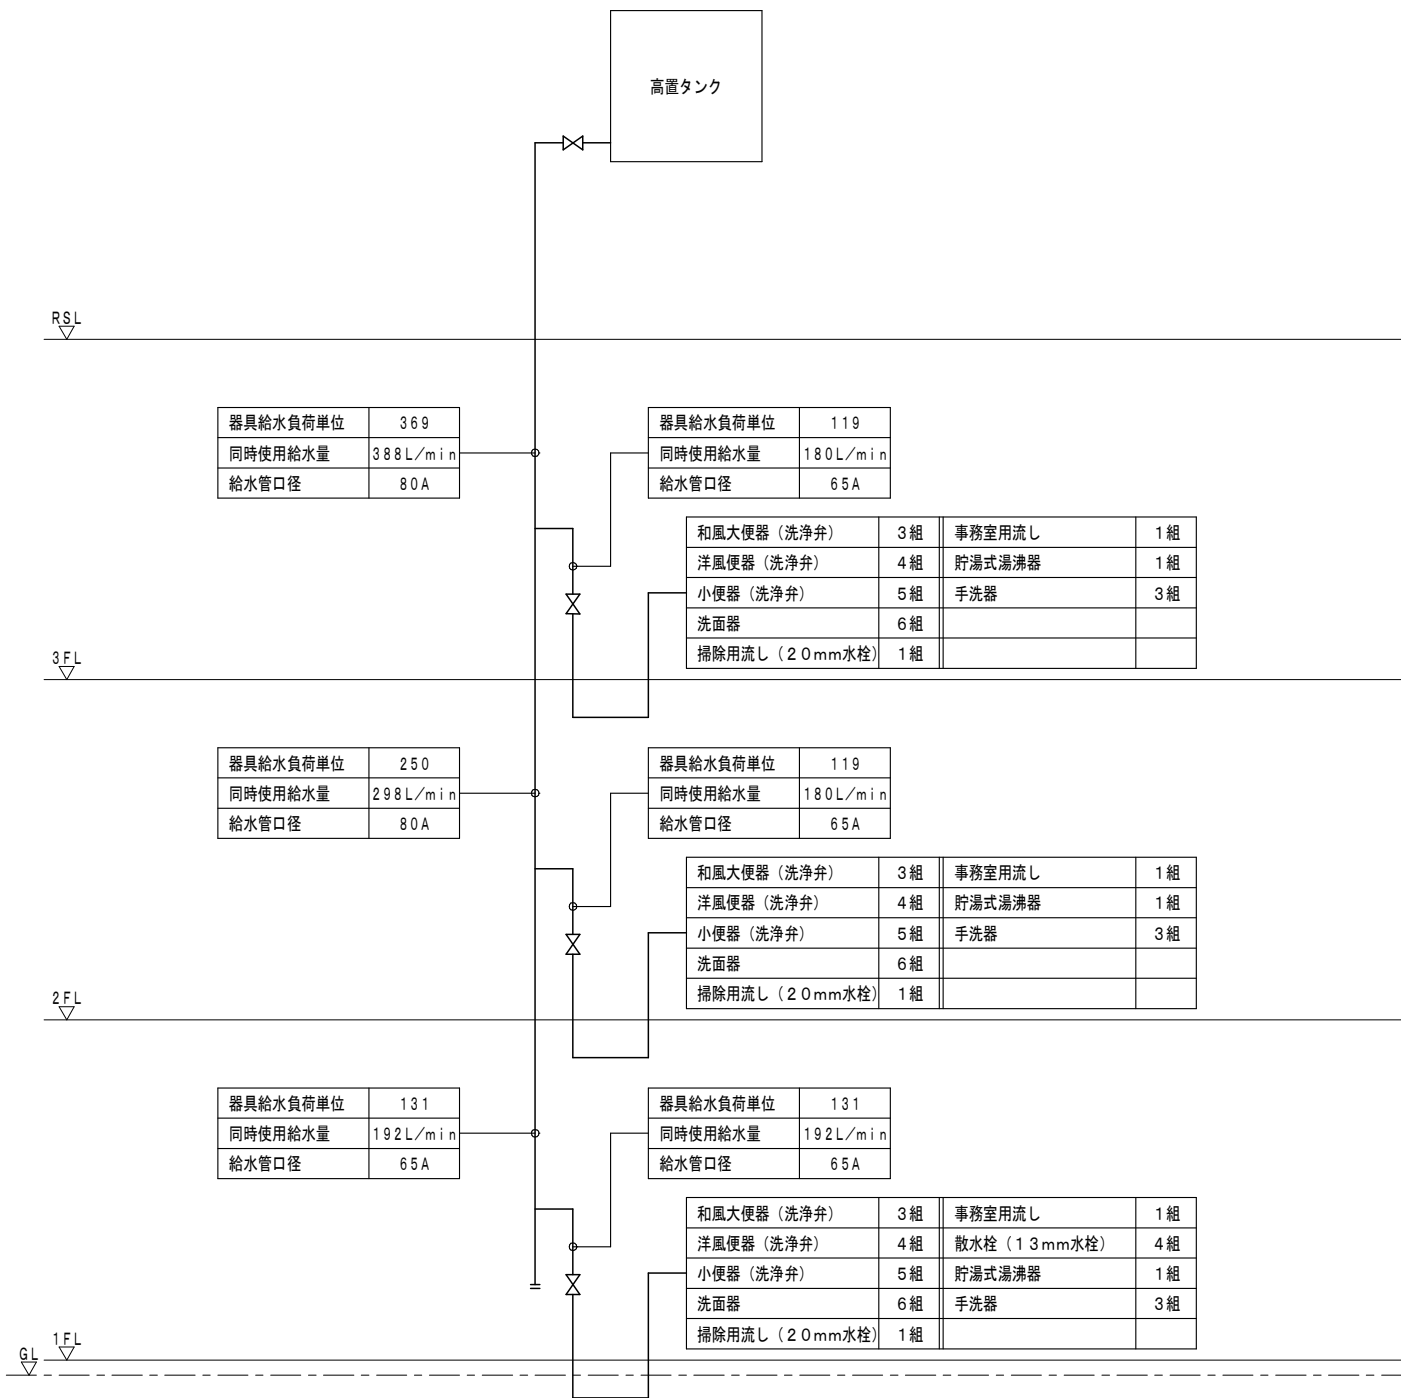 高置タンク
RSL
器具給水負荷単位 369
同時使用給水量 388L/min
給水管口径 80A
器具給水負荷単位 119
同時使用給水量 180L/min
給水管口径 65A
和風大便器(洗浄弁) 3組 事務室用流し 1組
洋風便器(洗浄弁) 4組 貯湯式湯沸器 1組
小便器(洗浄弁) 5組 手洗器 3組
洗面器 6組
掃除用流し(20mm水栓) 1組
3FL
器具給水負荷単位 250
同時使用給水量 298L/min
給水管口径 80A
器具給水負荷単位 119
同時使用給水量 180L/min
給水管口径 65A
和風大便器(洗浄弁) 3組 事務室用流し 1組
洋風便器(洗浄弁) 4組 貯湯式湯沸器 1組
小便器(洗浄弁) 5組 手洗器 3組
洗面器 6組
掃除用流し(20mm水栓) 1組
2FL
器具給水負荷単位 131
同時使用給水量 192L/min
給水管口径 65A
器具給水負荷単位 131
同時使用給水量 192L/min
給水管口径 65A
和風大便器(洗浄弁) 3組 事務室用流し 1組
洋風便器(洗浄弁) 4組 散水栓(13mm水栓) 4組
小便器(洗浄弁) 5組 貯湯式湯沸器 1組
洗面器 6組 手洗器 3組
掃除用流し(20mm水栓) 1組
1FL
GL